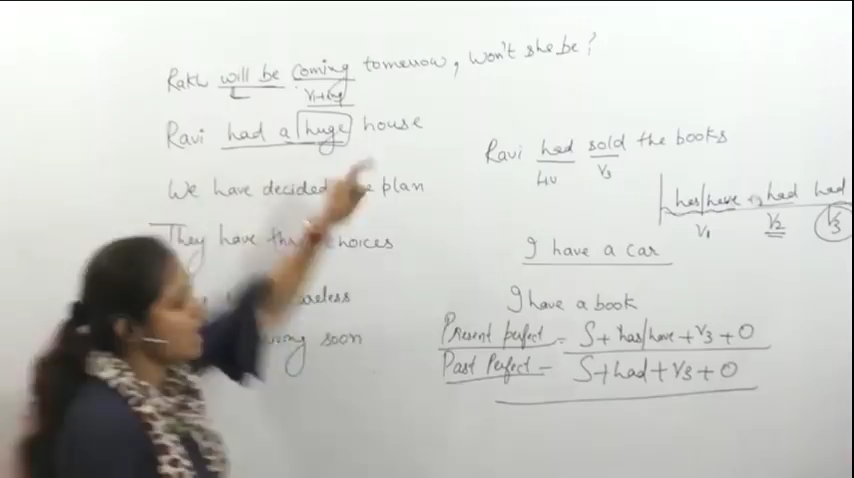 Rakhi will be coming tomorrow, won't she be?
V1+ing
Ravi had a huge house
We have decided plan
They have choices
careless
soon
Ravi had sold the books
HV V3
has/have → had had
V1 V2 V3
I have a car
I have a book
Present perfect = S+ has/have + V3 + O
Past Perfect - S+had+V3+O